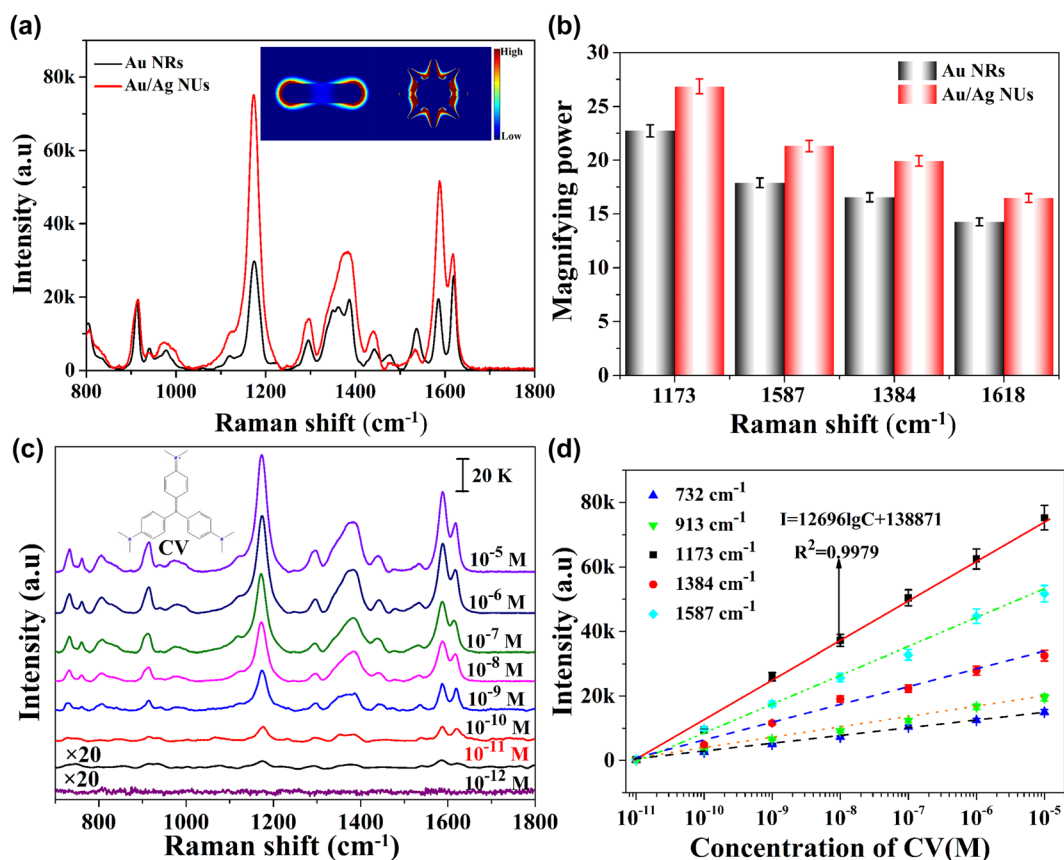 (a)
Au NRs
Au/Ag NUs
High
Low
80k
60k
40k
20k
0
800 1000 1200 1400 1600 1800
Intensity (a.u)
Raman shift (cm⁻¹)
(b)
Au NRs
Au/Ag NUs
30
25
20
15
10
5
0
1173 1587 1384 1618
Magnifying power
Raman shift (cm⁻¹)
(c)
N⁺
N
N
CV
20 K
10⁻⁵ M
10⁻⁶ M
10⁻⁷ M
10⁻⁸ M
10⁻⁹ M
10⁻¹⁰ M
×20
10⁻¹¹ M
×20
10⁻¹² M
800 1000 1200 1400 1600 1800
Intensity (a.u)
Raman shift (cm⁻¹)
(d)
732 cm⁻¹
913 cm⁻¹
1173 cm⁻¹
1384 cm⁻¹
1587 cm⁻¹
I=12696lgC+138871
R²=0.9979
80k
60k
40k
20k
0
10⁻¹¹ 10⁻¹⁰ 10⁻⁹ 10⁻⁸ 10⁻⁷ 10⁻⁶ 10⁻⁵
Intensity (a.u)
Concentration of CV(M)